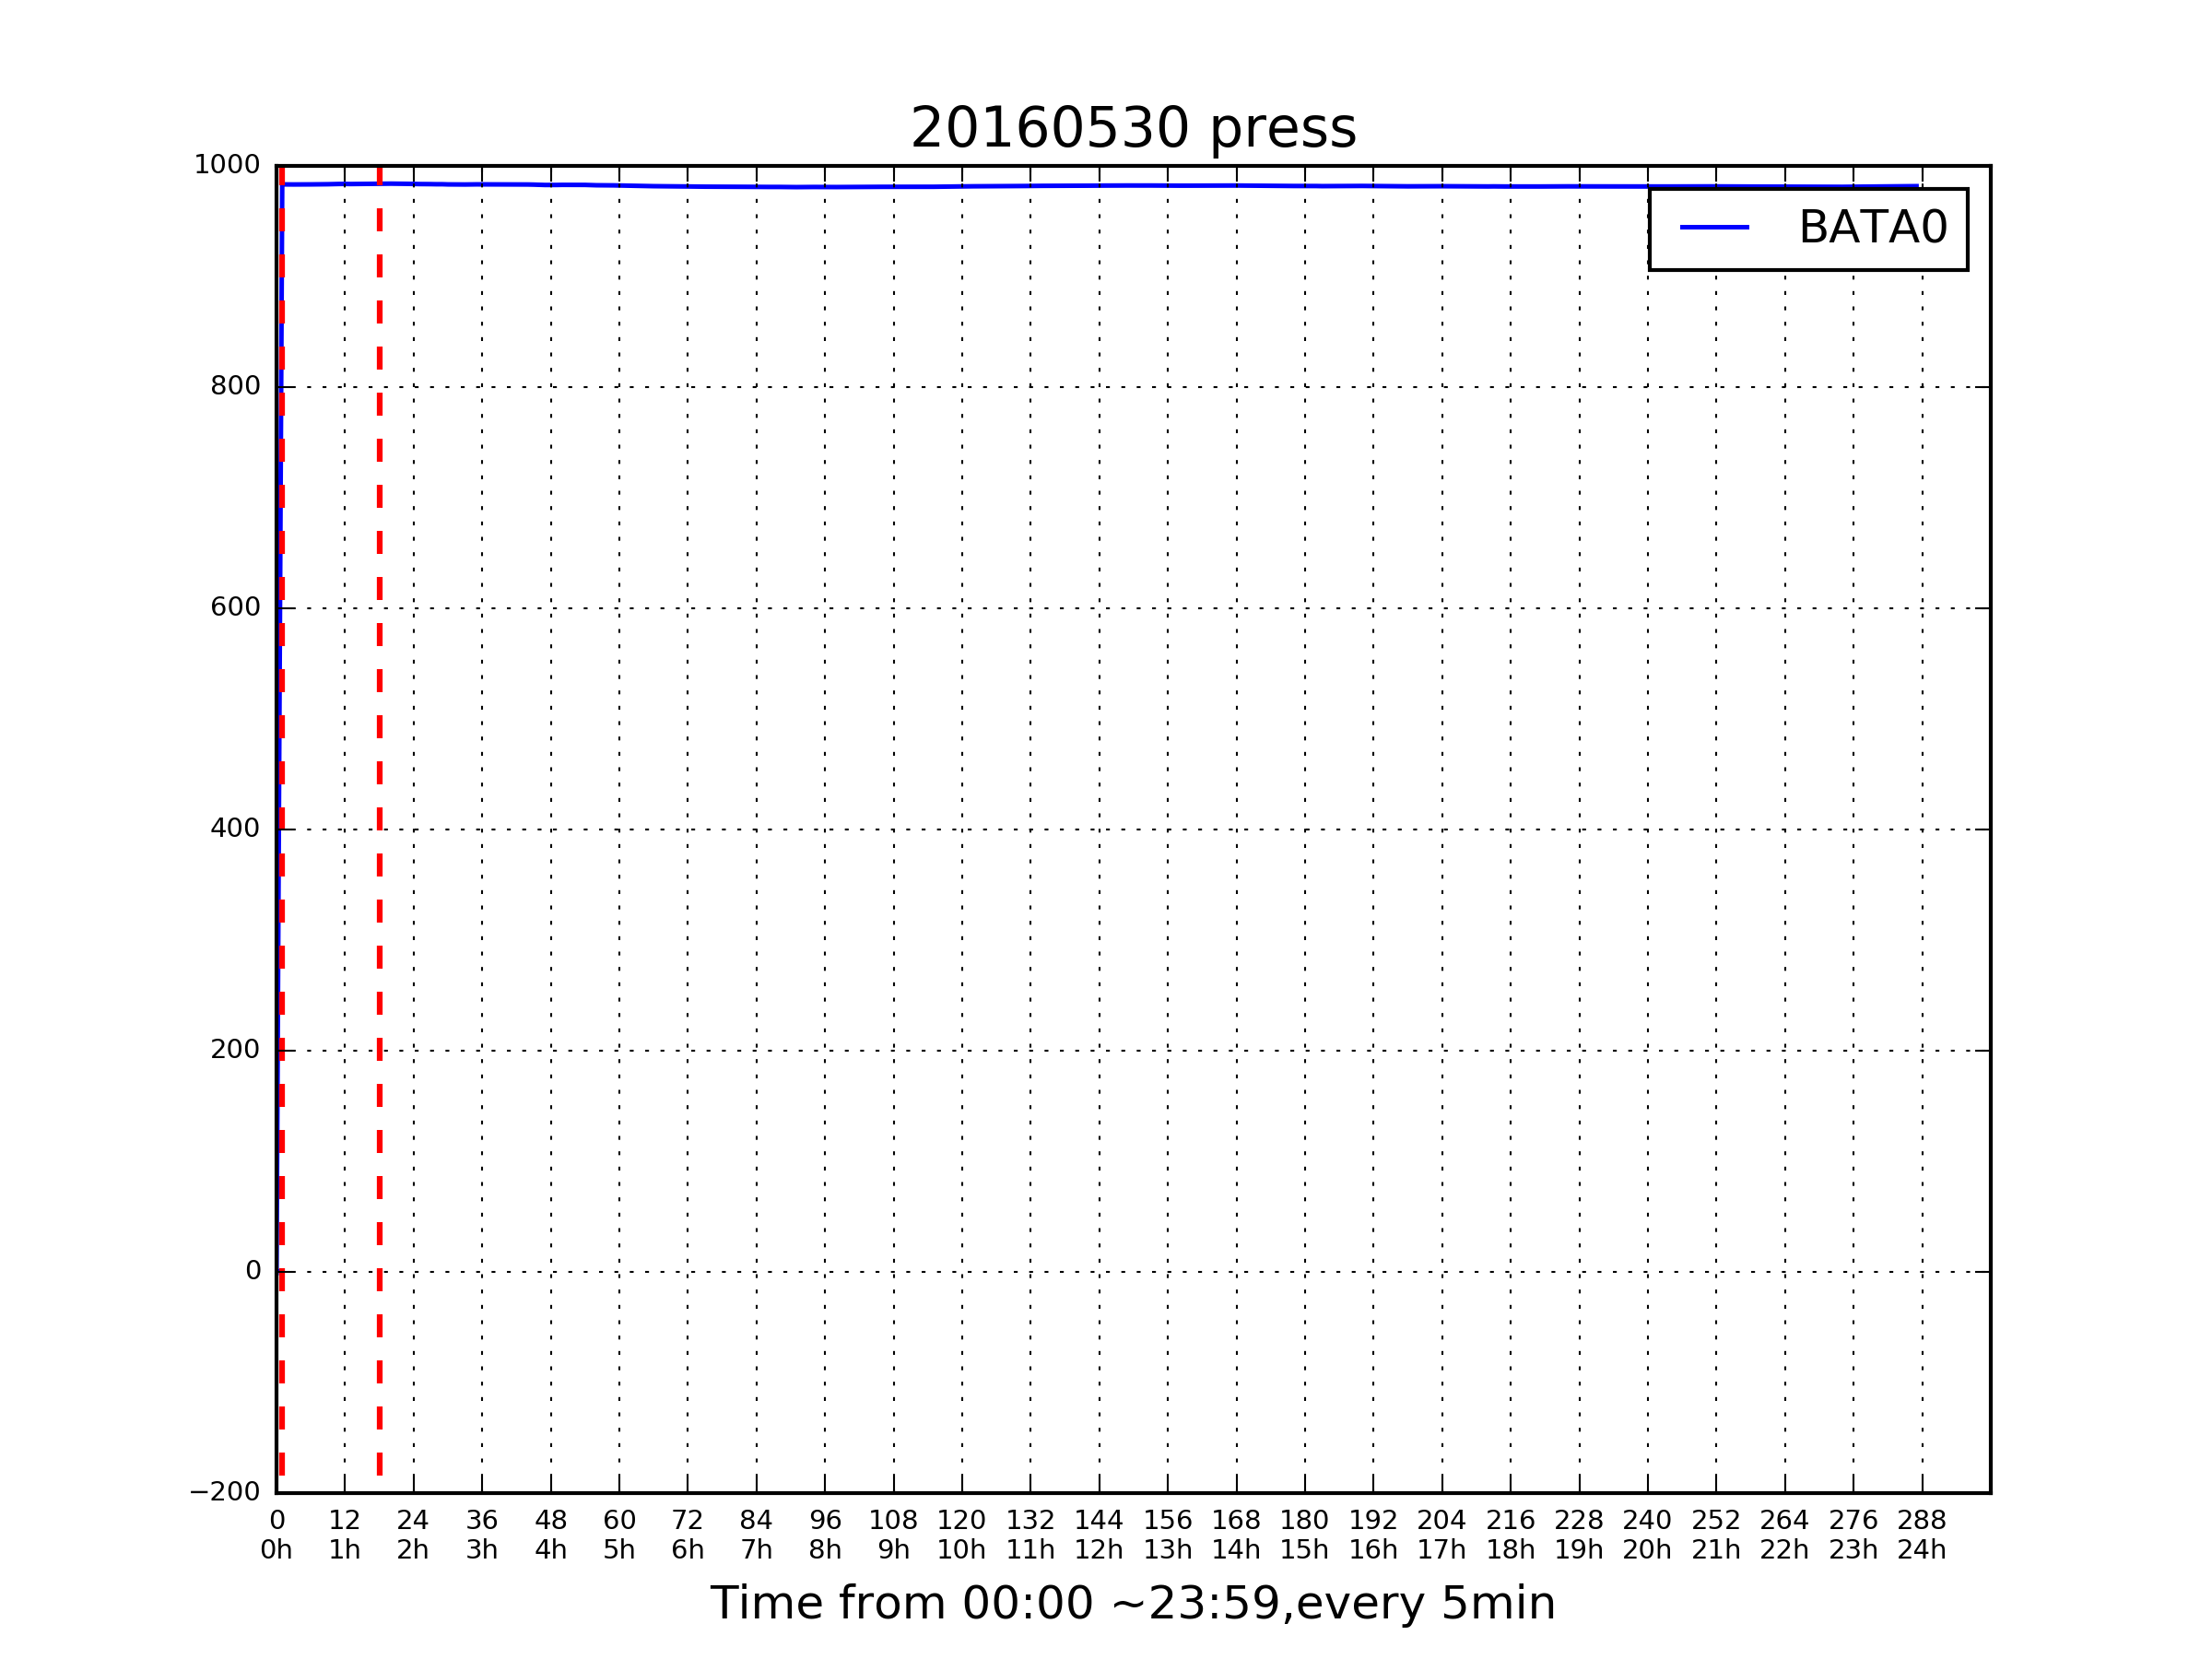 20160530 press
1000
800
600
400
200
0
−200
BATA0
0 12 24 36 48 60 72 84 96 108 120 132 144 156 168 180 192 204 216 228 240 252 264 276 288
0h 1h 2h 3h 4h 5h 6h 7h 8h 9h 10h 11h 12h 13h 14h 15h 16h 17h 18h 19h 20h 21h 22h 23h 24h
Time from 00:00 ~23:59,every 5min